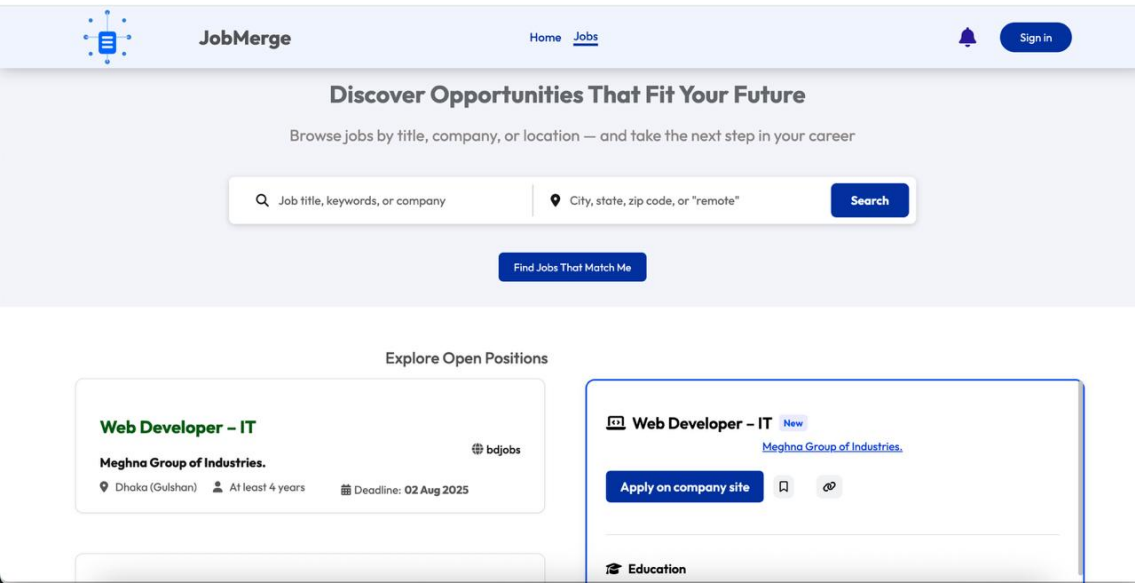 JobMerge
Home Jobs
Sign in
Discover Opportunities That Fit Your Future
Browse jobs by title, company, or location — and take the next step in your career
Job title, keywords, or company
City, state, zip code, or "remote"
Search
Find Jobs That Match Me
Explore Open Positions
Web Developer – IT
bdjobs
Meghna Group of Industries.
Dhaka (Gulshan) At least 4 years Deadline: 02 Aug 2025
Web Developer – IT New
Meghna Group of Industries.
Apply on company site
Education